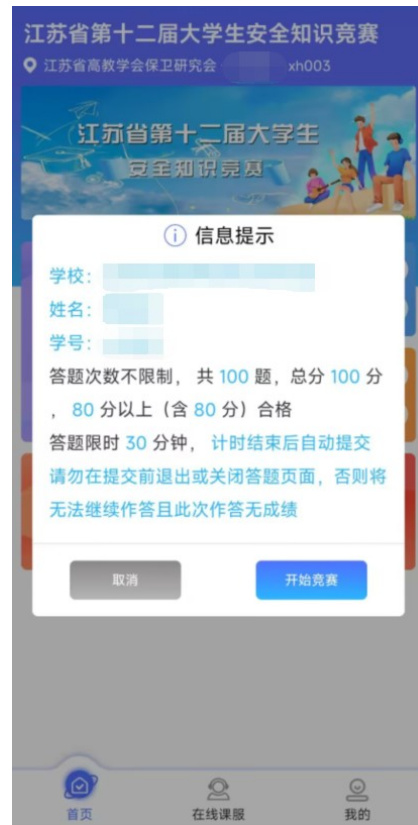 江苏省第十二届大学生安全知识竞赛
江苏省高教学会保卫研究会 xh003
江苏省第十二届大学生
安全知识竞赛
信息提示
学校：
姓名：
学号：
答题次数不限制， 共 100 题，总分 100 分
， 80 分以上（含 80 分）合格
答题限时 30 分钟， 计时结束后自动提交
请勿在提交前退出或关闭答题页面，否则将
无法继续作答且此次作答无成绩
取消 开始竞赛
首页 在线课服 我的